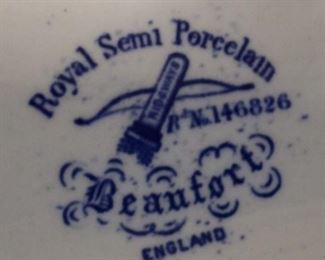 Royal Semi Porcelain
Rd No. 146826
Beaufort
ENGLAND